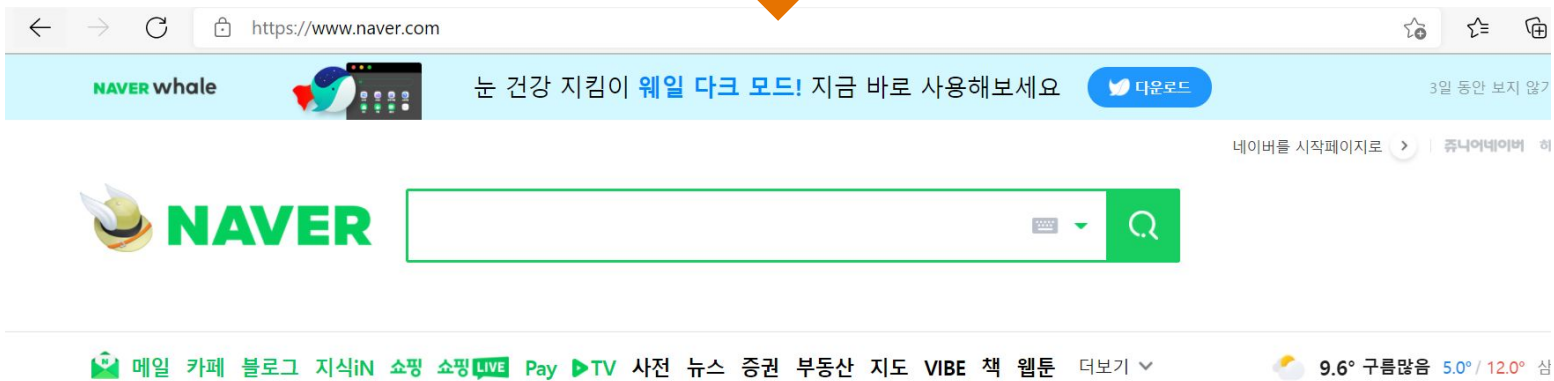 https://www.naver.com
NAVER whale 눈 건강 지킴이 웨일 다크 모드! 지금 바로 사용해보세요 다운로드 3일 동안 보지 않기
네이버를 시작페이지로 쥬니어네이버
NAVER
메일 카페 블로그 지식iN 쇼핑 쇼핑LIVE Pay TV 사전 뉴스 증권 부동산 지도 VIBE 책 웹툰 더보기 9.6° 구름많음 5.0° / 12.0° 삼